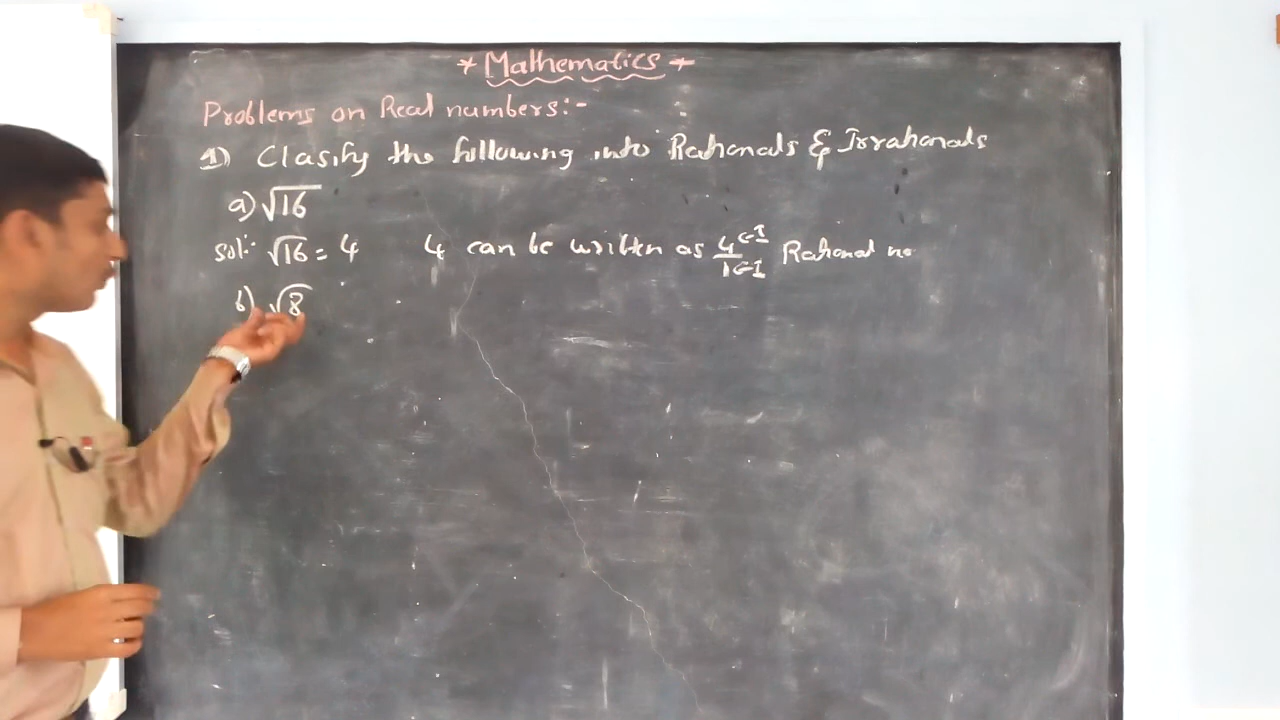 * Mathematics *
Problems on Real numbers:-
1) Clasify the following into Rationals & Irrationals
a) √16
Sol:- √16 = 4 4 can be written as 4∈I/1∈I Rational no
b) √8